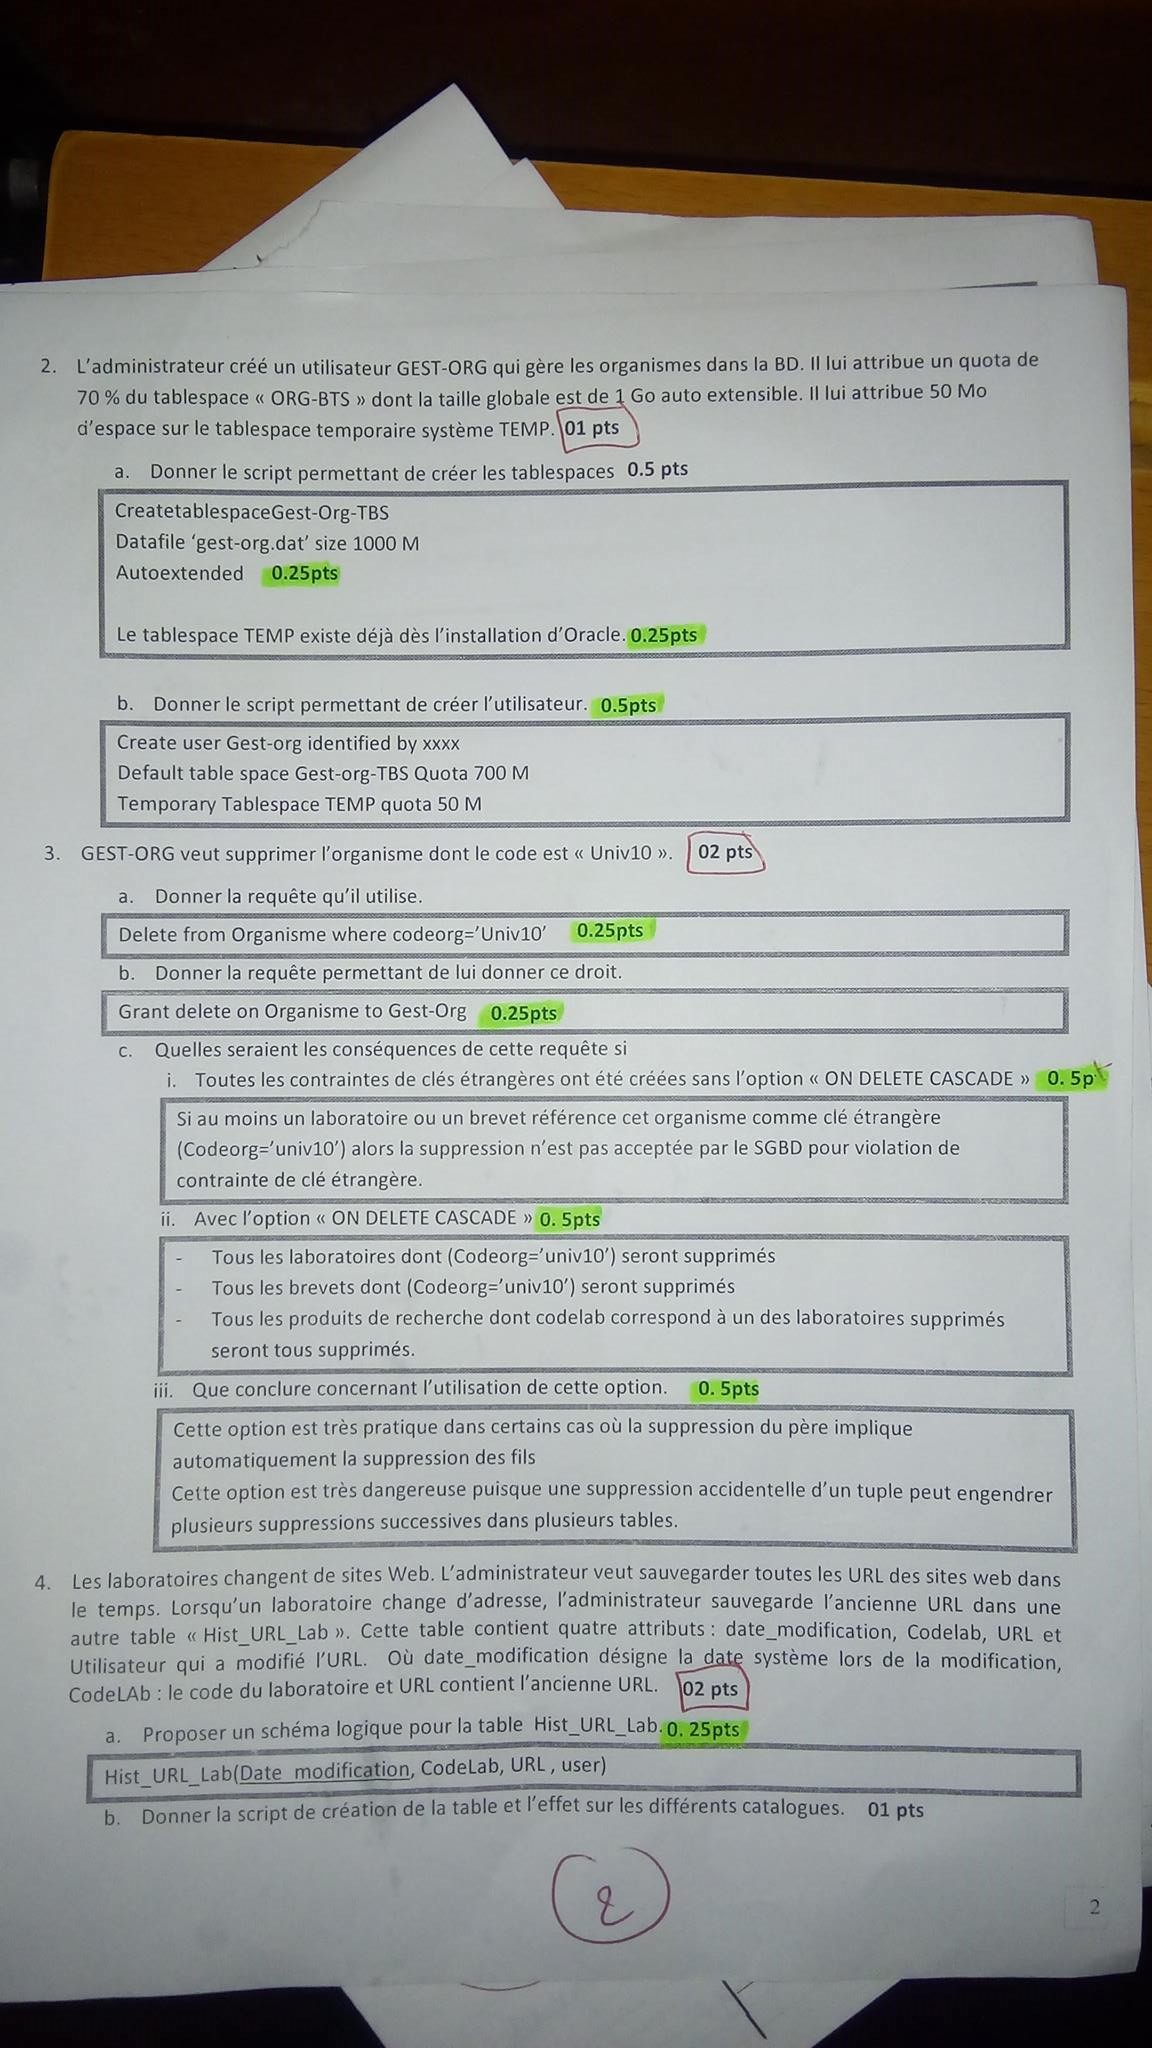 2. L'administrateur créé un utilisateur GEST-ORG qui gère les organismes dans la BD. Il lui attribue un quota de
70 % du tablespace « ORG-BTS » dont la taille globale est de 1 Go auto extensible. Il lui attribue 50 Mo
d'espace sur le tablespace temporaire système TEMP. 01 pts
a. Donner le script permettant de créer les tablespaces 0.5 pts
CreatetablespaceGest-Org-TBS
Datafile 'gest-org.dat' size 1000 M
Autoextended 0.25pts
Le tablespace TEMP existe déjà dès l'installation d'Oracle. 0.25pts
b. Donner le script permettant de créer l'utilisateur. 0.5pts
Create user Gest-org identified by xxxx
Default table space Gest-org-TBS Quota 700 M
Temporary Tablespace TEMP quota 50 M
3. GEST-ORG veut supprimer l'organisme dont le code est « Univ10 ». 02 pts
a. Donner la requête qu'il utilise.
Delete from Organisme where codeorg='Univ10' 0.25pts
b. Donner la requête permettant de lui donner ce droit.
Grant delete on Organisme to Gest-Org 0.25pts
c. Quelles seraient les conséquences de cette requête si
i. Toutes les contraintes de clés étrangères ont été créées sans l'option « ON DELETE CASCADE » 0. 5pt
Si au moins un laboratoire ou un brevet référence cet organisme comme clé étrangère
(Codeorg='univ10') alors la suppression n'est pas acceptée par le SGBD pour violation de
contrainte de clé étrangère.
ii. Avec l'option « ON DELETE CASCADE » 0. 5pts
- Tous les laboratoires dont (Codeorg='univ10') seront supprimés
- Tous les brevets dont (Codeorg='univ10') seront supprimés
- Tous les produits de recherche dont codelab correspond à un des laboratoires supprimés
seront tous supprimés.
iii. Que conclure concernant l'utilisation de cette option. 0. 5pts
Cette option est très pratique dans certains cas où la suppression du père implique
automatiquement la suppression des fils
Cette option est très dangereuse puisque une suppression accidentelle d'un tuple peut engendrer
plusieurs suppressions successives dans plusieurs tables.
4. Les laboratoires changent de sites Web. L'administrateur veut sauvegarder toutes les URL des sites web dans
le temps. Lorsqu'un laboratoire change d'adresse, l'administrateur sauvegarde l'ancienne URL dans une
autre table « Hist_URL_Lab ». Cette table contient quatre attributs : date_modification, Codelab, URL et
Utilisateur qui a modifié l'URL. Où date_modification désigne la date système lors de la modification,
CodeLAb : le code du laboratoire et URL contient l'ancienne URL. 02 pts
a. Proposer un schéma logique pour la table Hist_URL_Lab. 0. 25pts
Hist_URL_Lab(Date_modification, CodeLab, URL , user)
b. Donner la script de création de la table et l'effet sur les différents catalogues. 01 pts
2
2